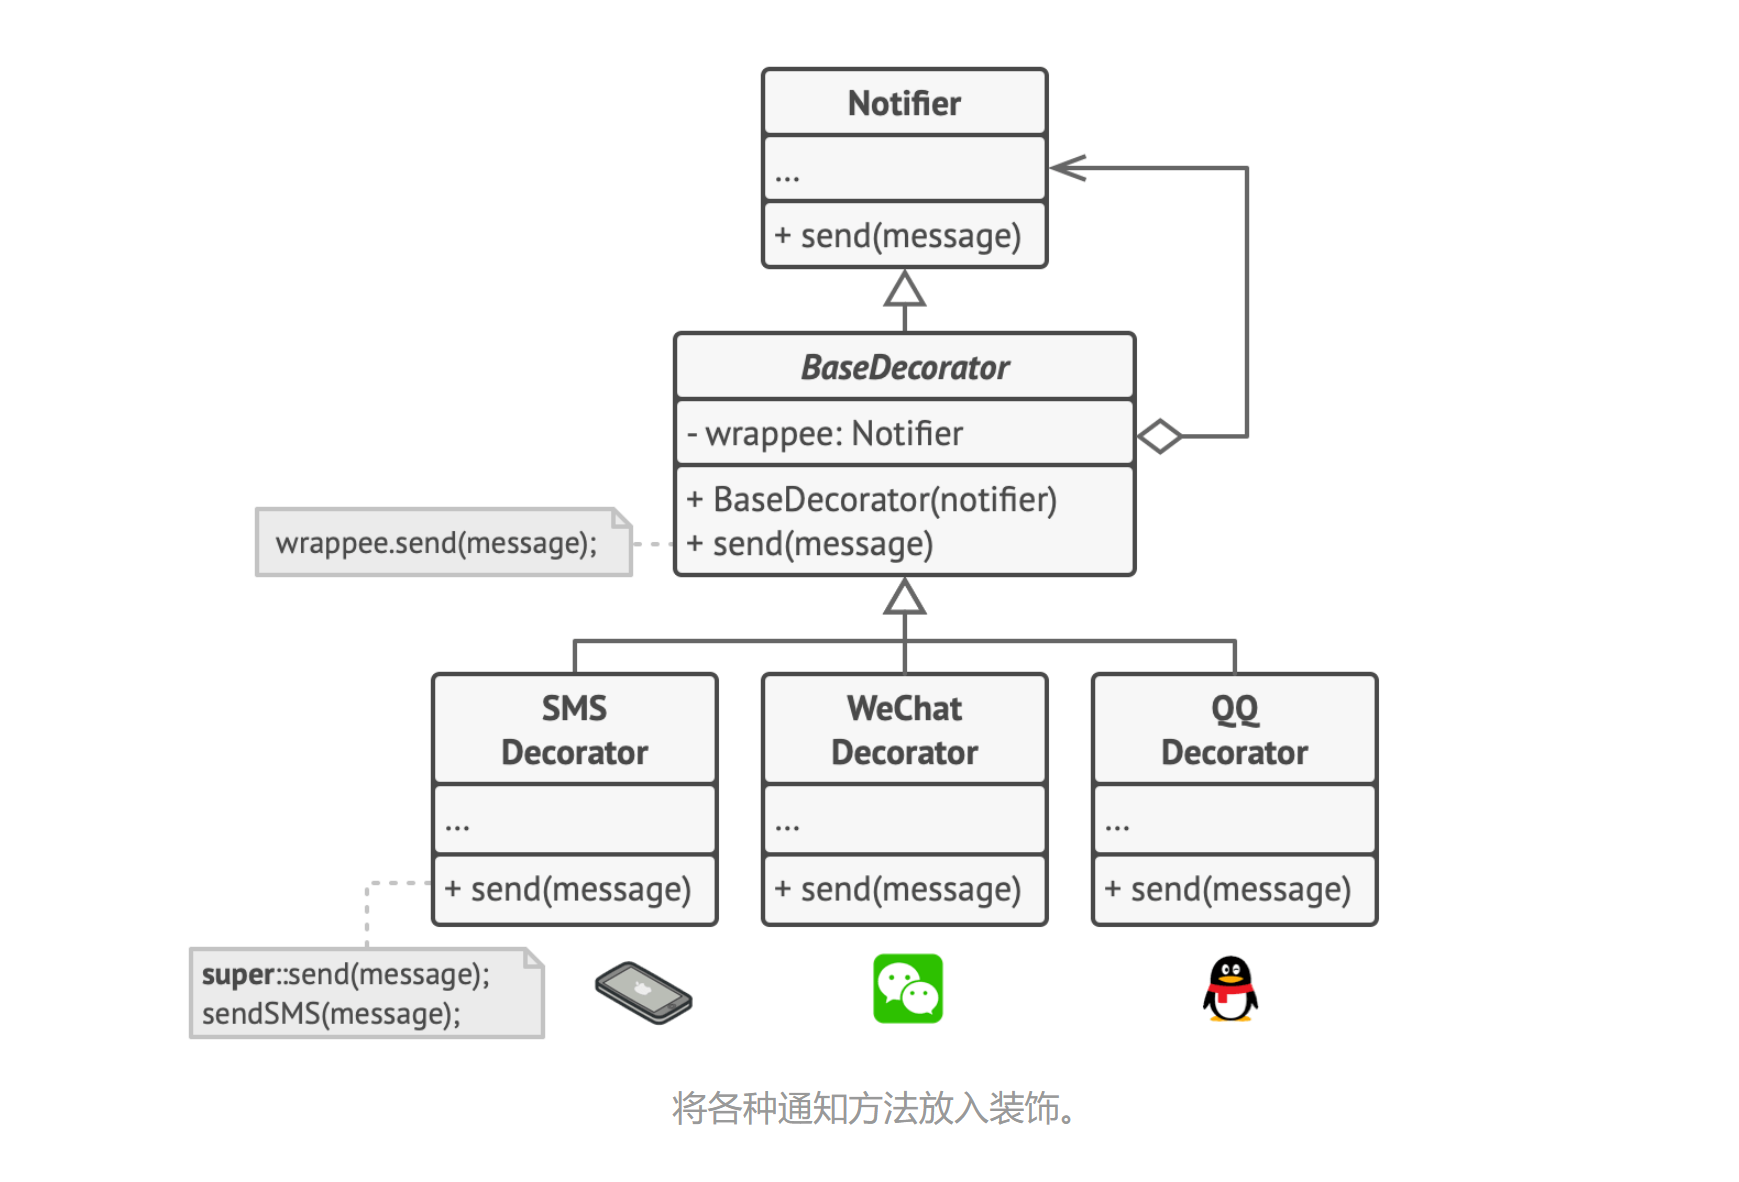 Notifier
...
+ send(message)
BaseDecorator
- wrappee: Notifier
+ BaseDecorator(notifier)
+ send(message)
wrappee.send(message);
SMS
Decorator
...
+ send(message)
WeChat
Decorator
...
+ send(message)
QQ
Decorator
...
+ send(message)
super::send(message);
sendSMS(message);
将各种通知方法放入装饰。